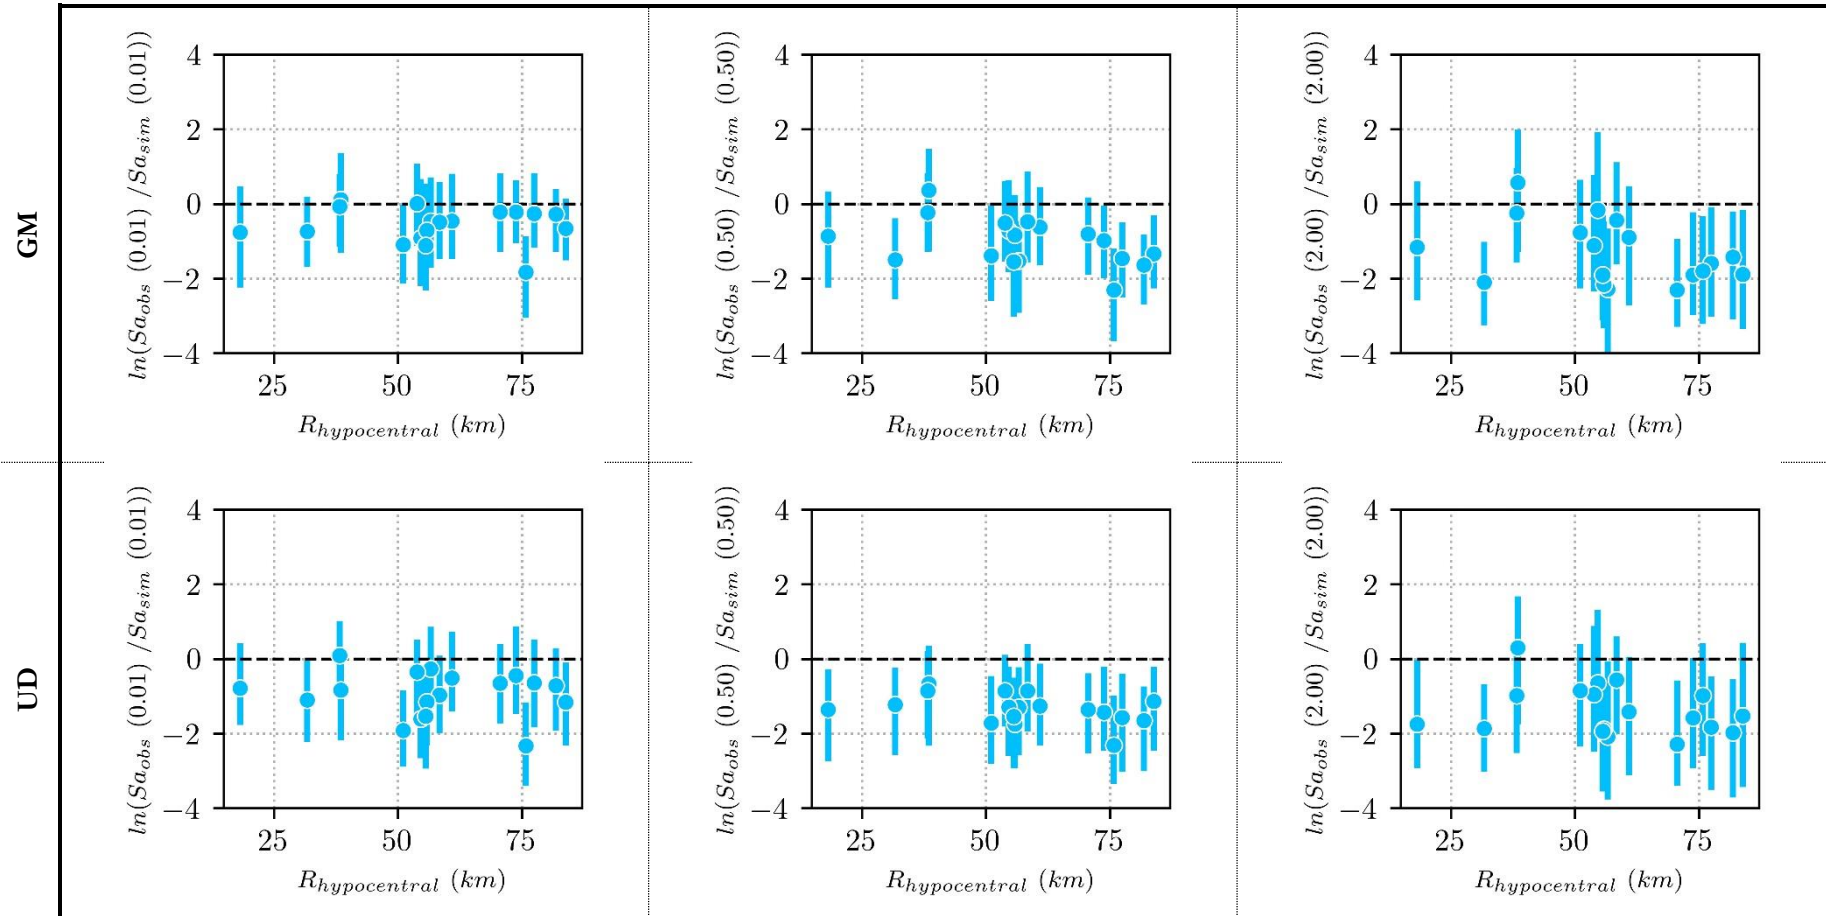 GM
ln(Sa_obs (0.01) /Sa_sim (0.01))
4
2
0
−2
−4
25 50 75
R_hypocentral (km)
ln(Sa_obs (0.50) /Sa_sim (0.50))
4
2
0
−2
−4
25 50 75
R_hypocentral (km)
ln(Sa_obs (2.00) /Sa_sim (2.00))
4
2
0
−2
−4
25 50 75
R_hypocentral (km)
UD
ln(Sa_obs (0.01) /Sa_sim (0.01))
4
2
0
−2
−4
25 50 75
R_hypocentral (km)
ln(Sa_obs (0.50) /Sa_sim (0.50))
4
2
0
−2
−4
25 50 75
R_hypocentral (km)
ln(Sa_obs (2.00) /Sa_sim (2.00))
4
2
0
−2
−4
25 50 75
R_hypocentral (km)